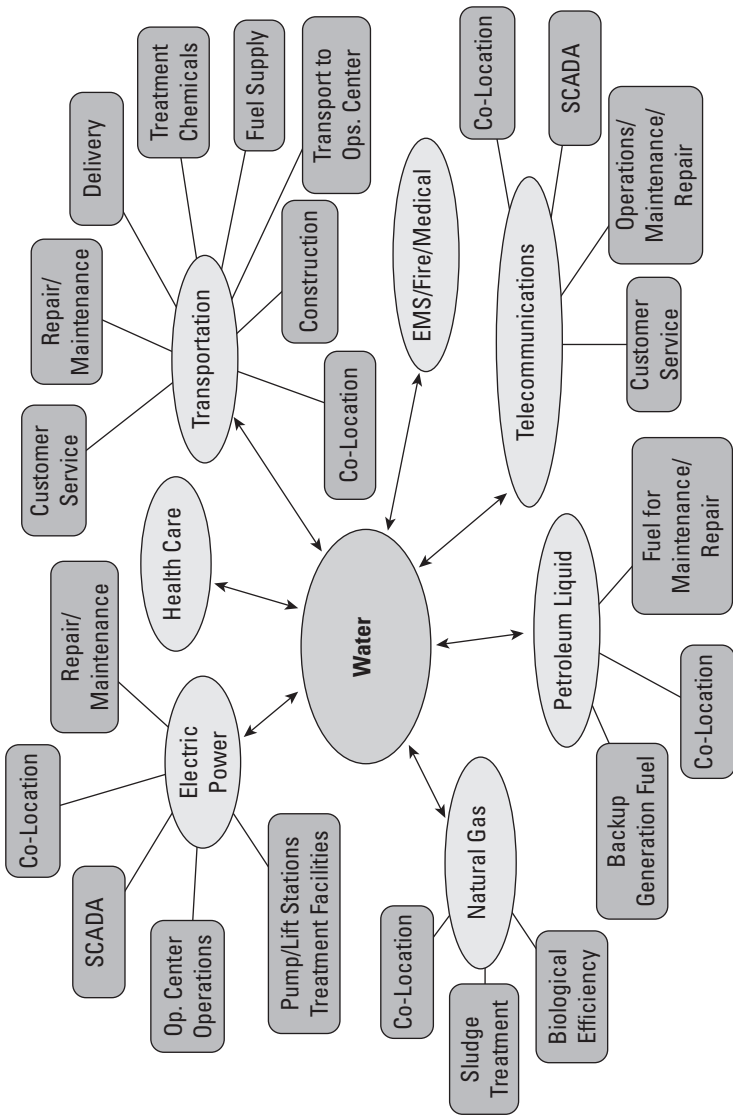 Co-Location
SCADA
Op. Center
Operations
Pump/Lift Stations
Treatment Facilities
Repair/
Maintenance
Electric
Power
Health Care
Customer
Service
Repair/
Maintenance
Delivery
Treatment
Chemicals
Fuel Supply
Transport to
Ops. Center
Construction
Co-Location
Transportation
Water
EMS/Fire/Medical
Co-Location
Sludge
Treatment
Biological
Efficiency
Natural Gas
Petroleum Liquid
Backup
Generation Fuel
Co-Location
Fuel for
Maintenance/
Repair
Telecommunications
Customer
Service
Operations/
Maintenance/
Repair
SCADA
Co-Location